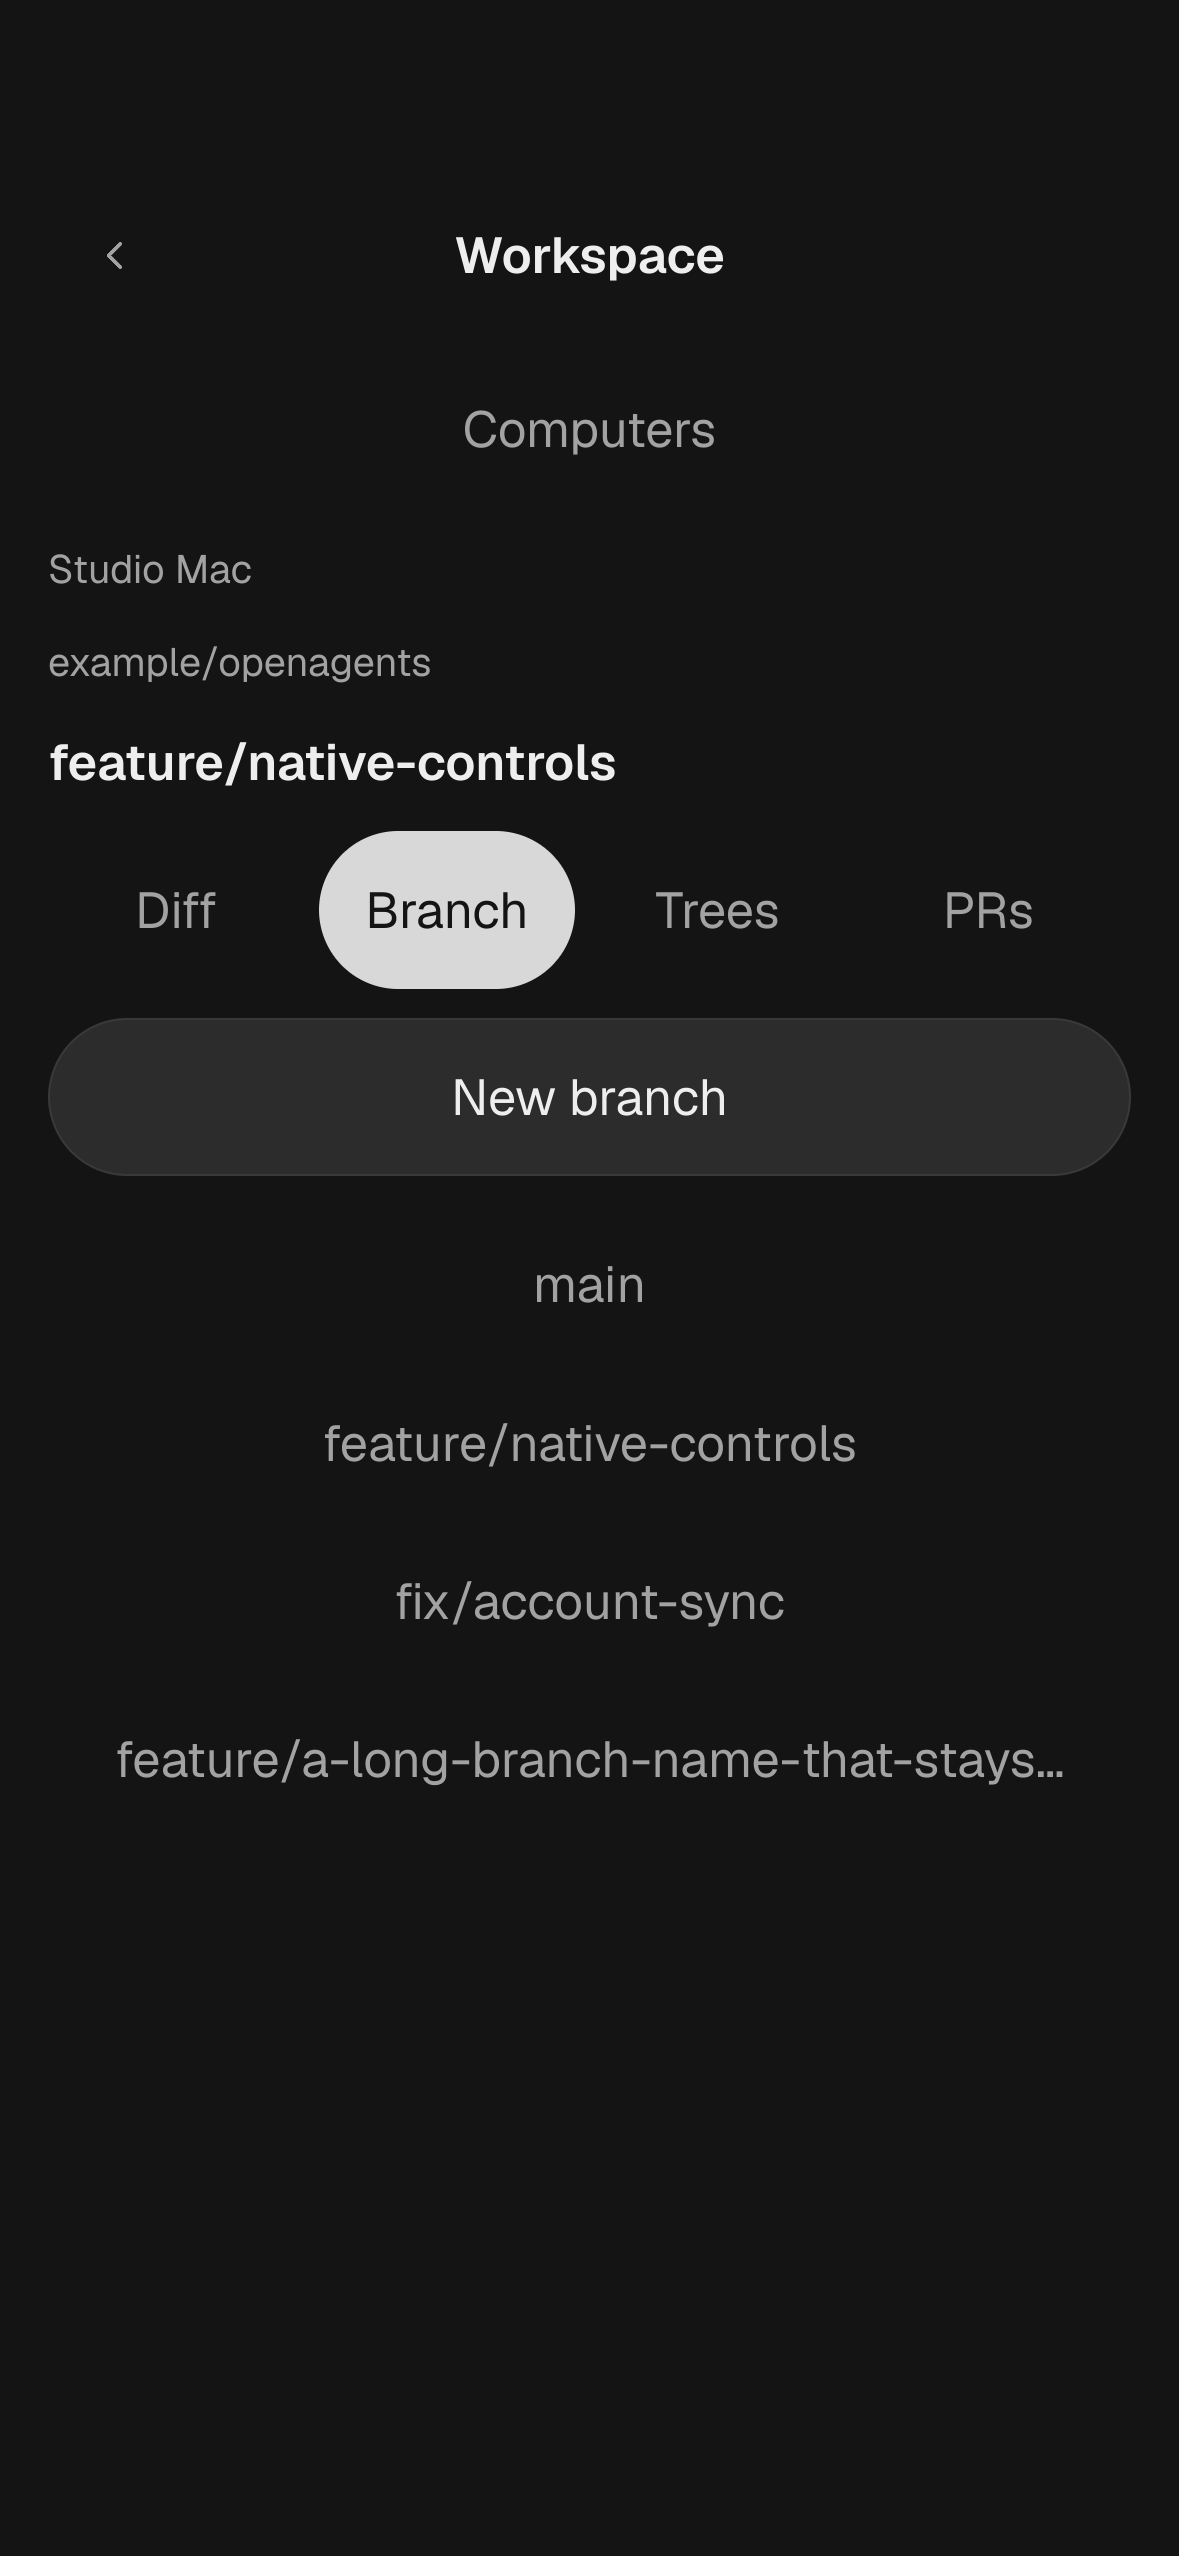 Workspace
Computers
Studio Mac
example/openagents
feature/native-controls
Diff Branch Trees PRs
New branch
main
feature/native-controls
fix/account-sync
feature/a-long-branch-name-that-stays…